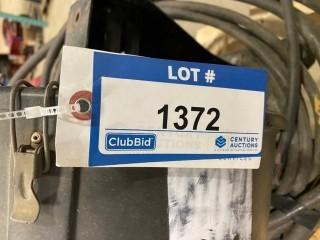 LOT #
1372
ClubBid
CENTURY
AUCTIONS